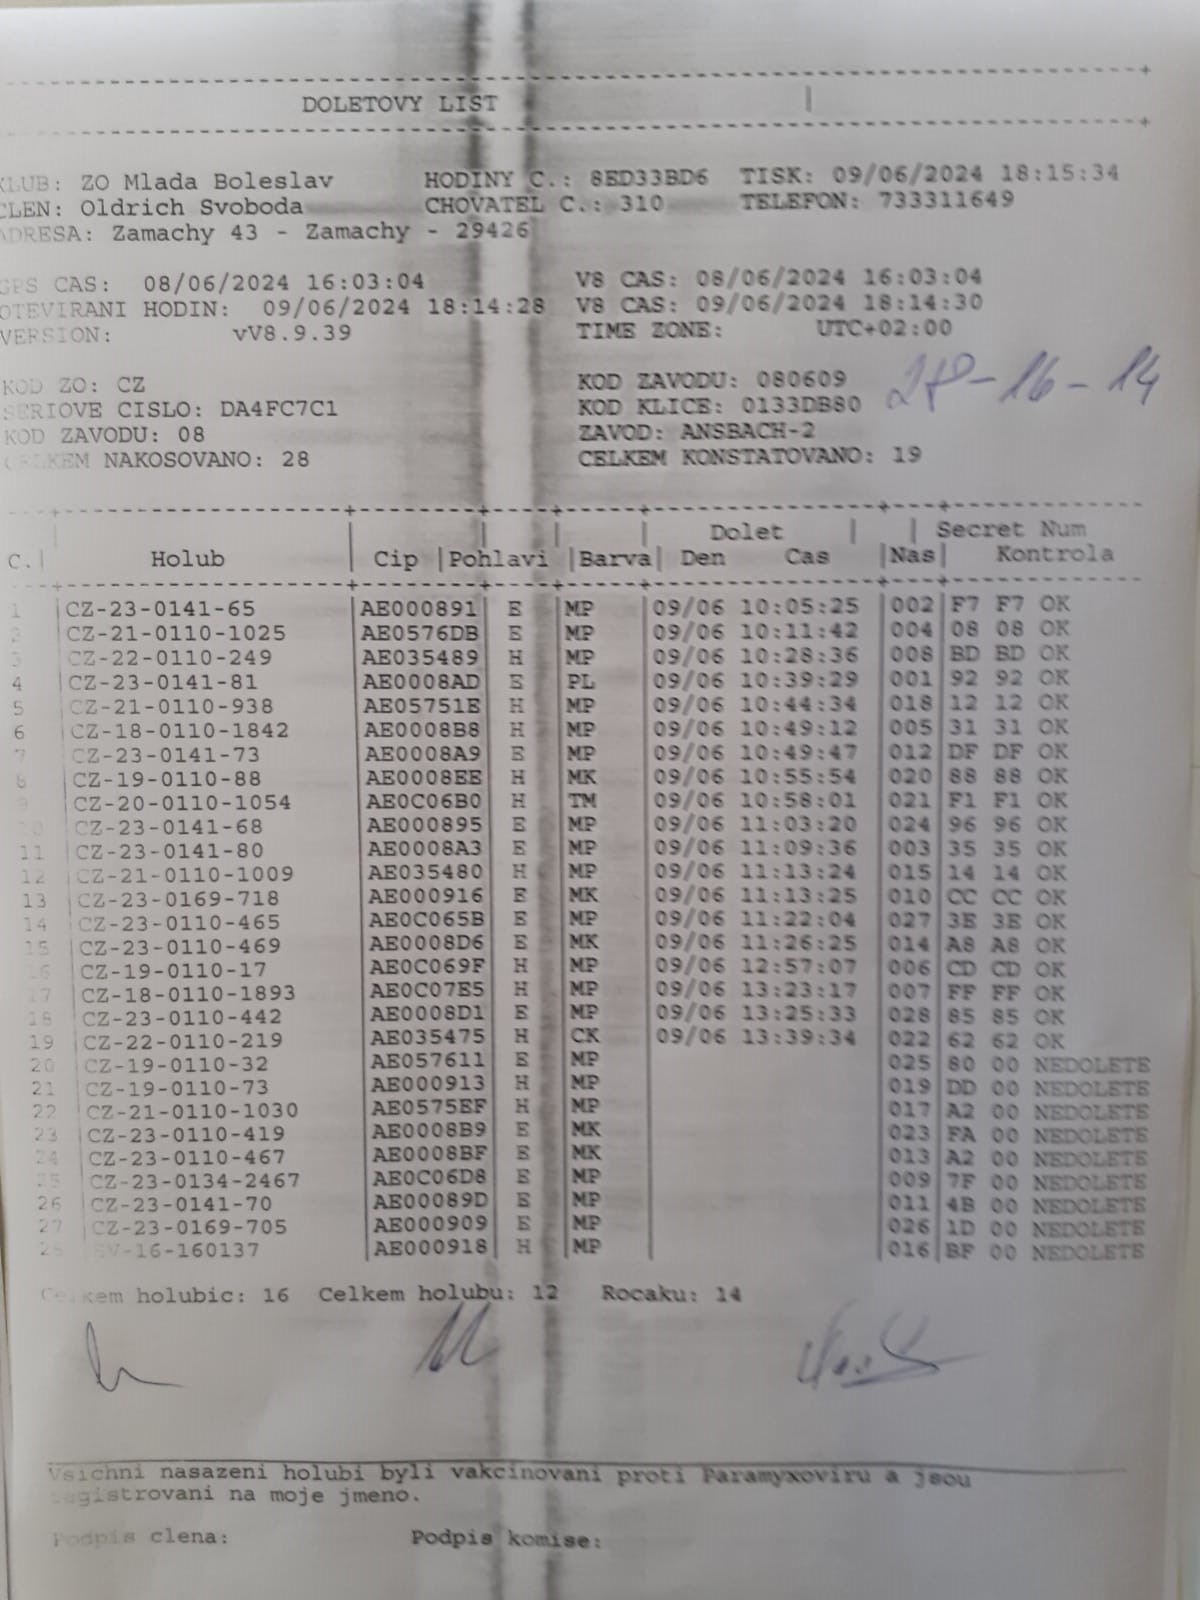 DOLETOVY LIST
KLUB: ZO Mlada Boleslav HODINY C.: 8ED33BD6 TISK: 09/06/2024 18:15:34
CLEN: Oldrich Svoboda CHOVATEL C.: 310 TELEFON: 733311649
ADRESA: Zamachy 43 - Zamachy - 29426
GPS CAS: 08/06/2024 16:03:04 V8 CAS: 08/06/2024 16:03:04
OTEVIRANI HODIN: 09/06/2024 18:14:28 V8 CAS: 09/06/2024 18:14:30
VERSION: vV8.9.39 TIME ZONE: UTC+02:00
28-16-14
KOD ZO: CZ KOD ZAVODU: 080609
SERIOVE CISLO: DA4FC7C1 KOD KLICE: 0133DB80
KOD ZAVODU: 08 ZAVOD: ANSBACH-2
CELKEM NAKOSOVANO: 28 CELKEM KONSTATOVANO: 19
Dolet | | Secret Num
C.| Holub | Cip |Pohlavi |Barva| Den Cas |Nas| Kontrola
1 |CZ-23-0141-65 |AE000891| E |MP |09/06 10:05:25 |002|F7 F7 OK
2 |CZ-21-0110-1025 |AE0576DB| E |MP |09/06 10:11:42 |004|08 08 OK
3 |CZ-22-0110-249 |AE035489| H |MP |09/06 10:28:36 |008|BD BD OK
4 |CZ-23-0141-81 |AE0008AD| E |PL |09/06 10:39:29 |001|92 92 OK
5 |CZ-21-0110-938 |AE05751E| H |MP |09/06 10:44:34 |018|12 12 OK
6 |CZ-18-0110-1842 |AE0008B8| H |MP |09/06 10:49:12 |005|31 31 OK
7 |CZ-23-0141-73 |AE0008A9| E |MP |09/06 10:49:47 |012|DF DF OK
8 |CZ-19-0110-88 |AE0008EE| H |MK |09/06 10:55:54 |020|88 88 OK
9 |CZ-20-0110-1054 |AE0C06B0| H |TM |09/06 10:58:01 |021|F1 F1 OK
10 |CZ-23-0141-68 |AE000895| E |MP |09/06 11:03:20 |024|96 96 OK
11 |CZ-23-0141-80 |AE0008A3| E |MP |09/06 11:09:36 |003|35 35 OK
12 |CZ-21-0110-1009 |AE035480| H |MP |09/06 11:13:24 |015|14 14 OK
13 |CZ-23-0169-718 |AE000916| E |MK |09/06 11:13:25 |010|CC CC OK
14 |CZ-23-0110-465 |AE0C065B| E |MP |09/06 11:22:04 |027|3E 3E OK
15 |CZ-23-0110-469 |AE0008D6| E |MK |09/06 11:26:25 |014|A8 A8 OK
16 |CZ-19-0110-17 |AE0C069F| H |MP |09/06 12:57:07 |006|CD CD OK
17 |CZ-18-0110-1893 |AE0C07E5| H |MP |09/06 13:23:17 |007|FF FF OK
18 |CZ-23-0110-442 |AE0008D1| E |MP |09/06 13:25:33 |028|85 85 OK
19 |CZ-22-0110-219 |AE035475| H |CK |09/06 13:39:34 |022|62 62 OK
20 |CZ-19-0110-32 |AE057611| E |MP | |025|80 00 NEDOLETE
21 |CZ-19-0110-73 |AE000913| H |MP | |019|DD 00 NEDOLETE
22 |CZ-21-0110-1030 |AE0575EF| H |MP | |017|A2 00 NEDOLETE
23 |CZ-23-0110-419 |AE0008B9| E |MK | |023|FA 00 NEDOLETE
24 |CZ-23-0110-467 |AE0008BF| E |MK | |013|A2 00 NEDOLETE
25 |CZ-23-0134-2467 |AE0C06D8| E |MP | |009|7F 00 NEDOLETE
26 |CZ-23-0141-70 |AE00089D| E |MP | |011|4B 00 NEDOLETE
27 |CZ-23-0169-705 |AE000909| E |MP | |026|1D 00 NEDOLETE
28 |SV-16-160137 |AE000918| H |MP | |016|BF 00 NEDOLETE
Celkem holubic: 16 Celkem holubu: 12 Rocaku: 14
Vsichni nasazeni holubi byli vakcinovani proti Paramyxoviru a jsou
registrovani na moje jmeno.
Podpis clena: Podpis komise: